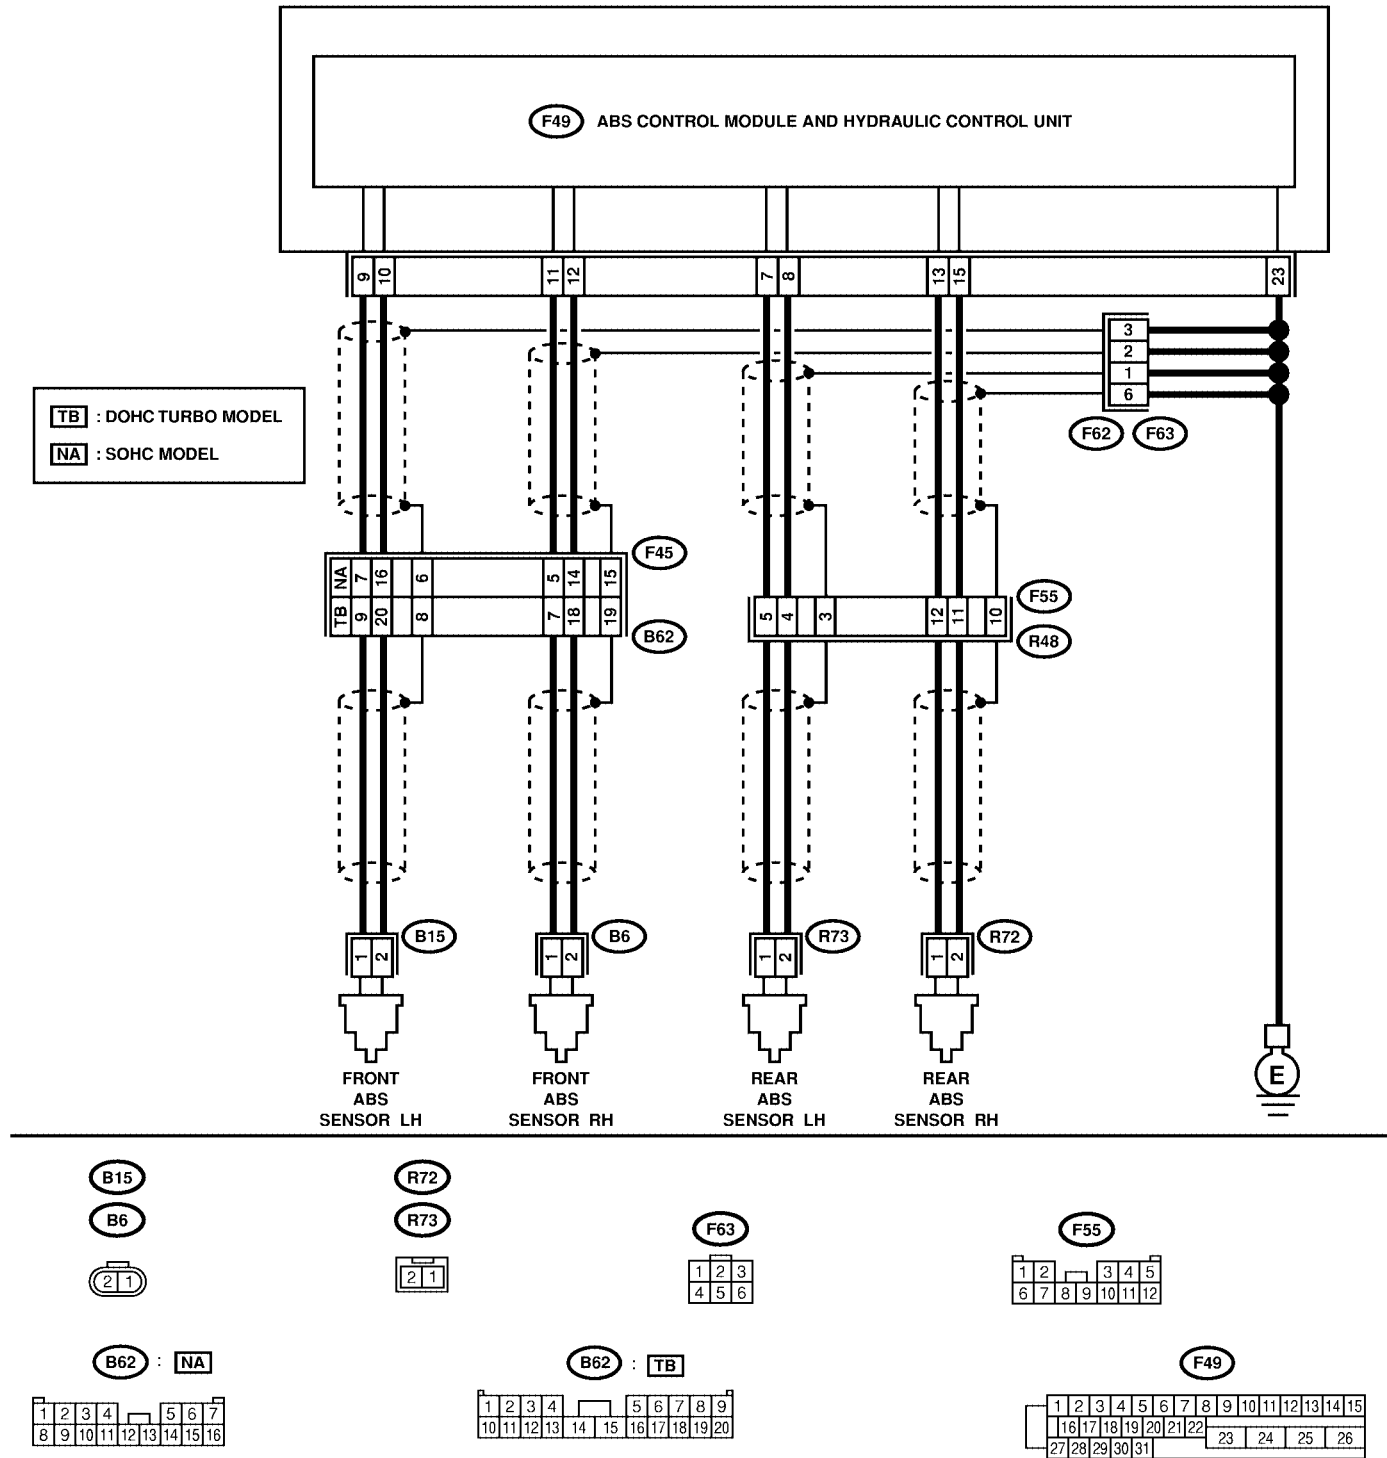 F49 ABS CONTROL MODULE AND HYDRAULIC CONTROL UNIT
9 10 11 12 7 8 13 15 23
3
2
1
6
F62 F63
TB : DOHC TURBO MODEL
NA : SOHC MODEL
F45
NA 7 16 6 5 14 15
TB 9 20 8 7 18 19
B62
F55
5 4 3 12 11 10
R48
B15 B6 R73 R72
1 2 1 2 1 2 1 2
FRONT ABS SENSOR LH
FRONT ABS SENSOR RH
REAR ABS SENSOR LH
REAR ABS SENSOR RH
E
B15
B6
2 1
R72
R73
2 1
F63
1 2 3
4 5 6
F55
1 2 3 4 5
6 7 8 9 10 11 12
B62 : NA
1 2 3 4 5 6 7
8 9 10 11 12 13 14 15 16
B62 : TB
1 2 3 4 5 6 7 8 9
10 11 12 13 14 15 16 17 18 19 20
F49
1 2 3 4 5 6 7 8 9 10 11 12 13 14 15
16 17 18 19 20 21 22 23 24 25 26
27 28 29 30 31